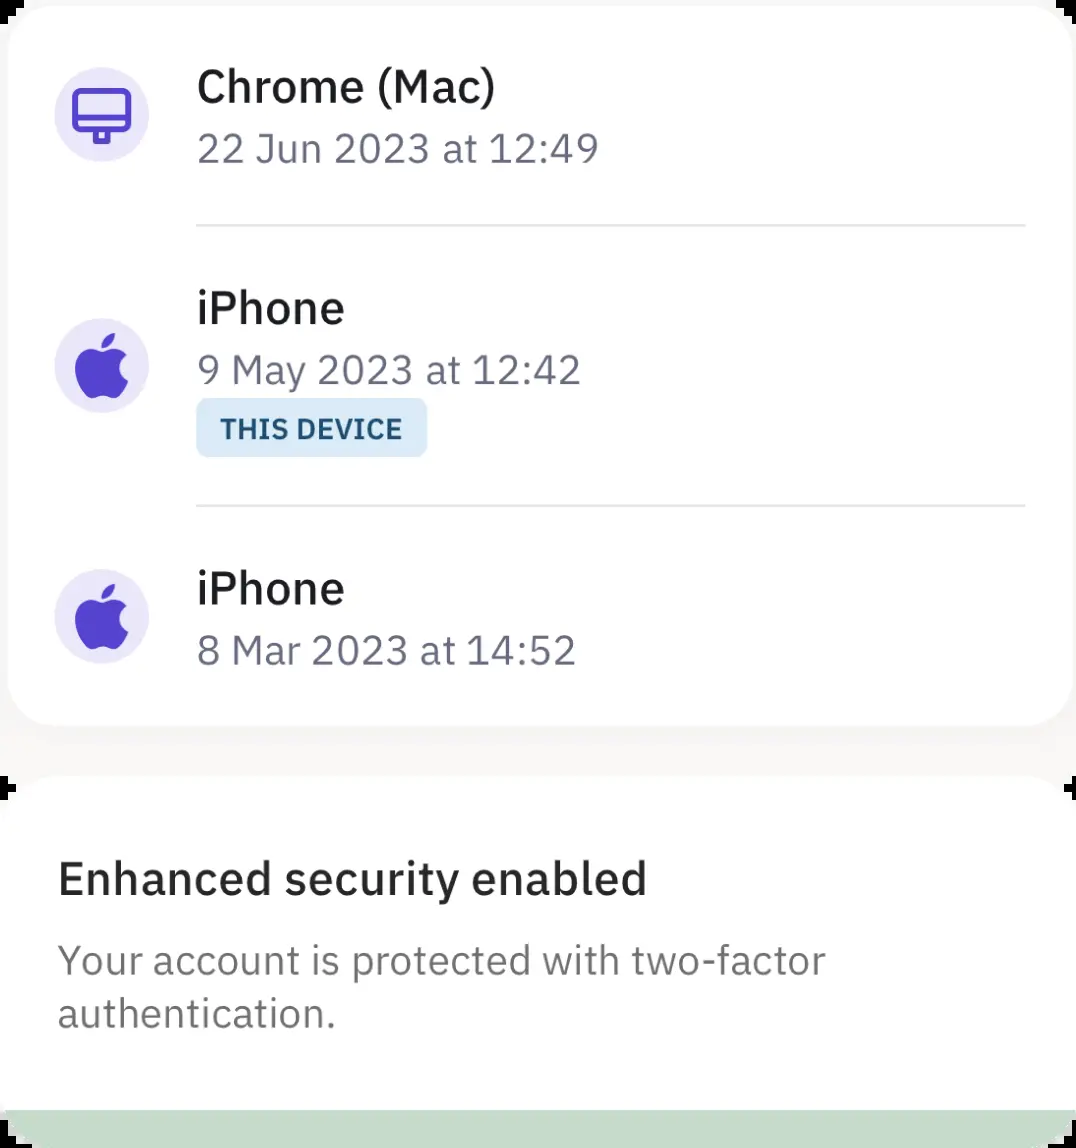 Chrome (Mac)
22 Jun 2023 at 12:49
iPhone
9 May 2023 at 12:42
THIS DEVICE
iPhone
8 Mar 2023 at 14:52
Enhanced security enabled
Your account is protected with two-factor
authentication.